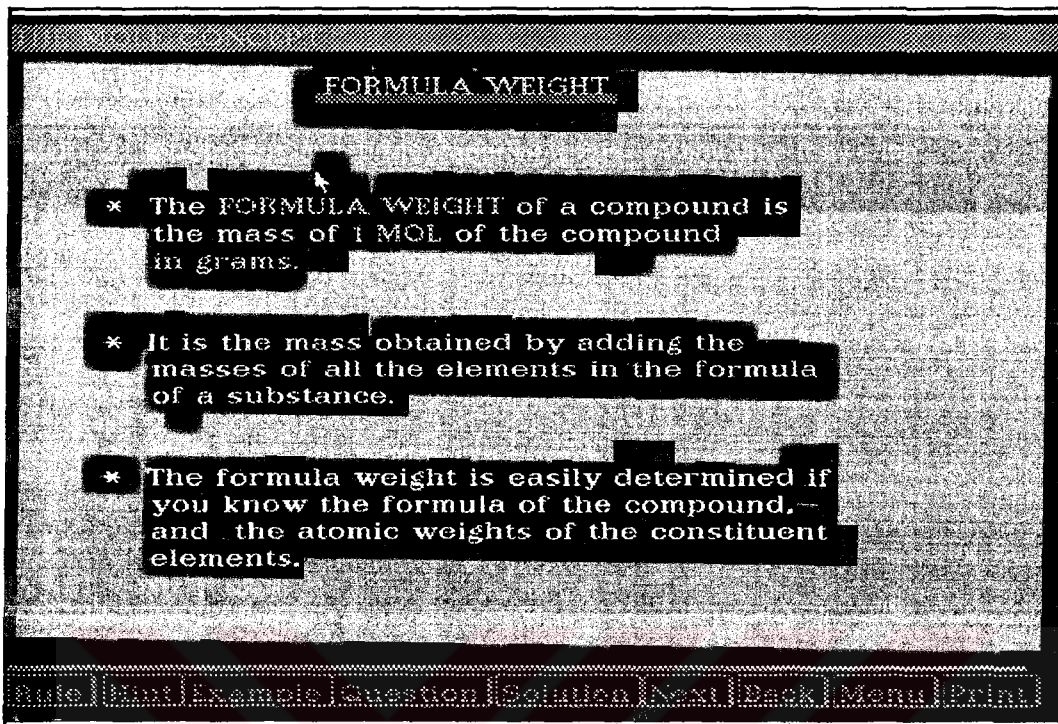 THE MOLE CONCEPT
FORMULA WEIGHT
* The FORMULA WEIGHT of a compound is
the mass of 1 MOL of the compound
in grams.
* It is the mass obtained by adding the
masses of all the elements in the formula
of a substance.
* The formula weight is easily determined if
you know the formula of the compound,
and the atomic weights of the constituent
elements.
Rule Hint Example Question Solution Next Back Menu Print